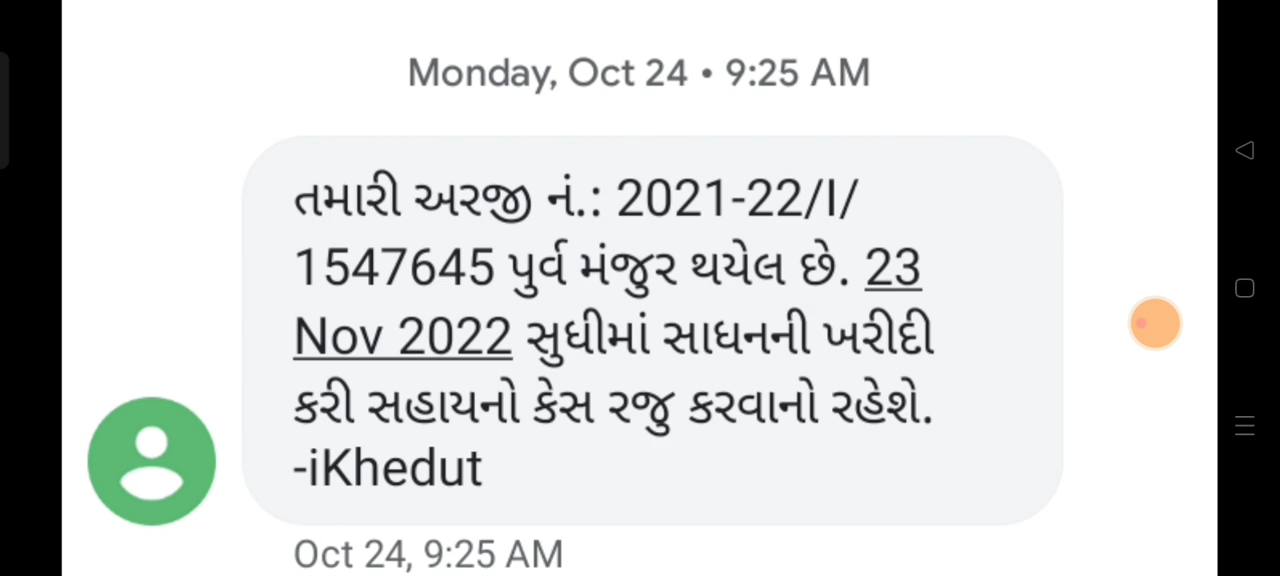 Monday, Oct 24 • 9:25 AM
તમારી અરજી નં.: 2021-22/I/
1547645 પુર્વ મંજુર થયેલ છે. 23
Nov 2022 સુધીમાં સાધનની ખરીદી
કરી સહાયનો કેસ રજુ કરવાનો રહેશે.
-iKhedut
Oct 24, 9:25 AM